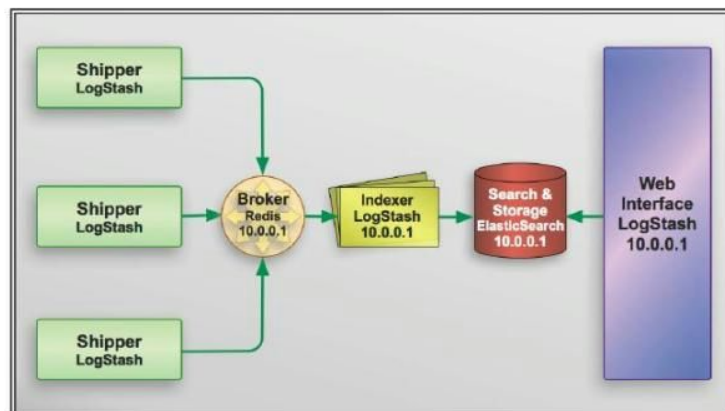 Shipper
LogStash
Shipper
LogStash
Shipper
LogStash
Broker
Redis
10.0.0.1
Indexer
LogStash
10.0.0.1
Search &
Storage
ElasticSearch
10.0.0.1
Web
Interface
LogStash
10.0.0.1